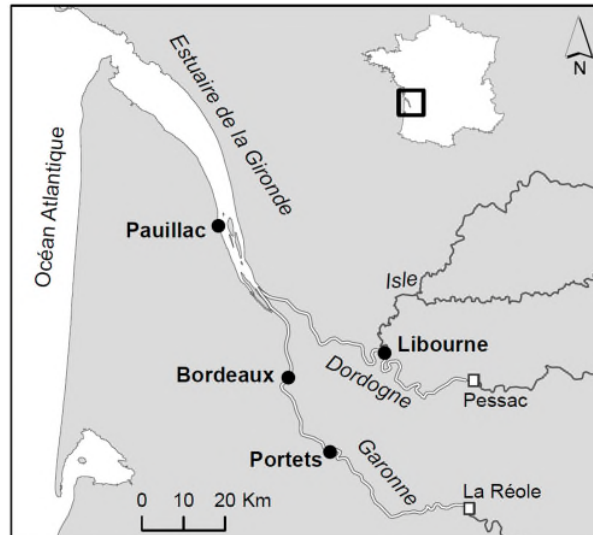 Estuaire de la Gironde
N
Océan Atlantique
Pauillac
Isle
Libourne
Bordeaux
Dordogne
Pessac
Portets
Garonne
La Réole
0 10 20 Km